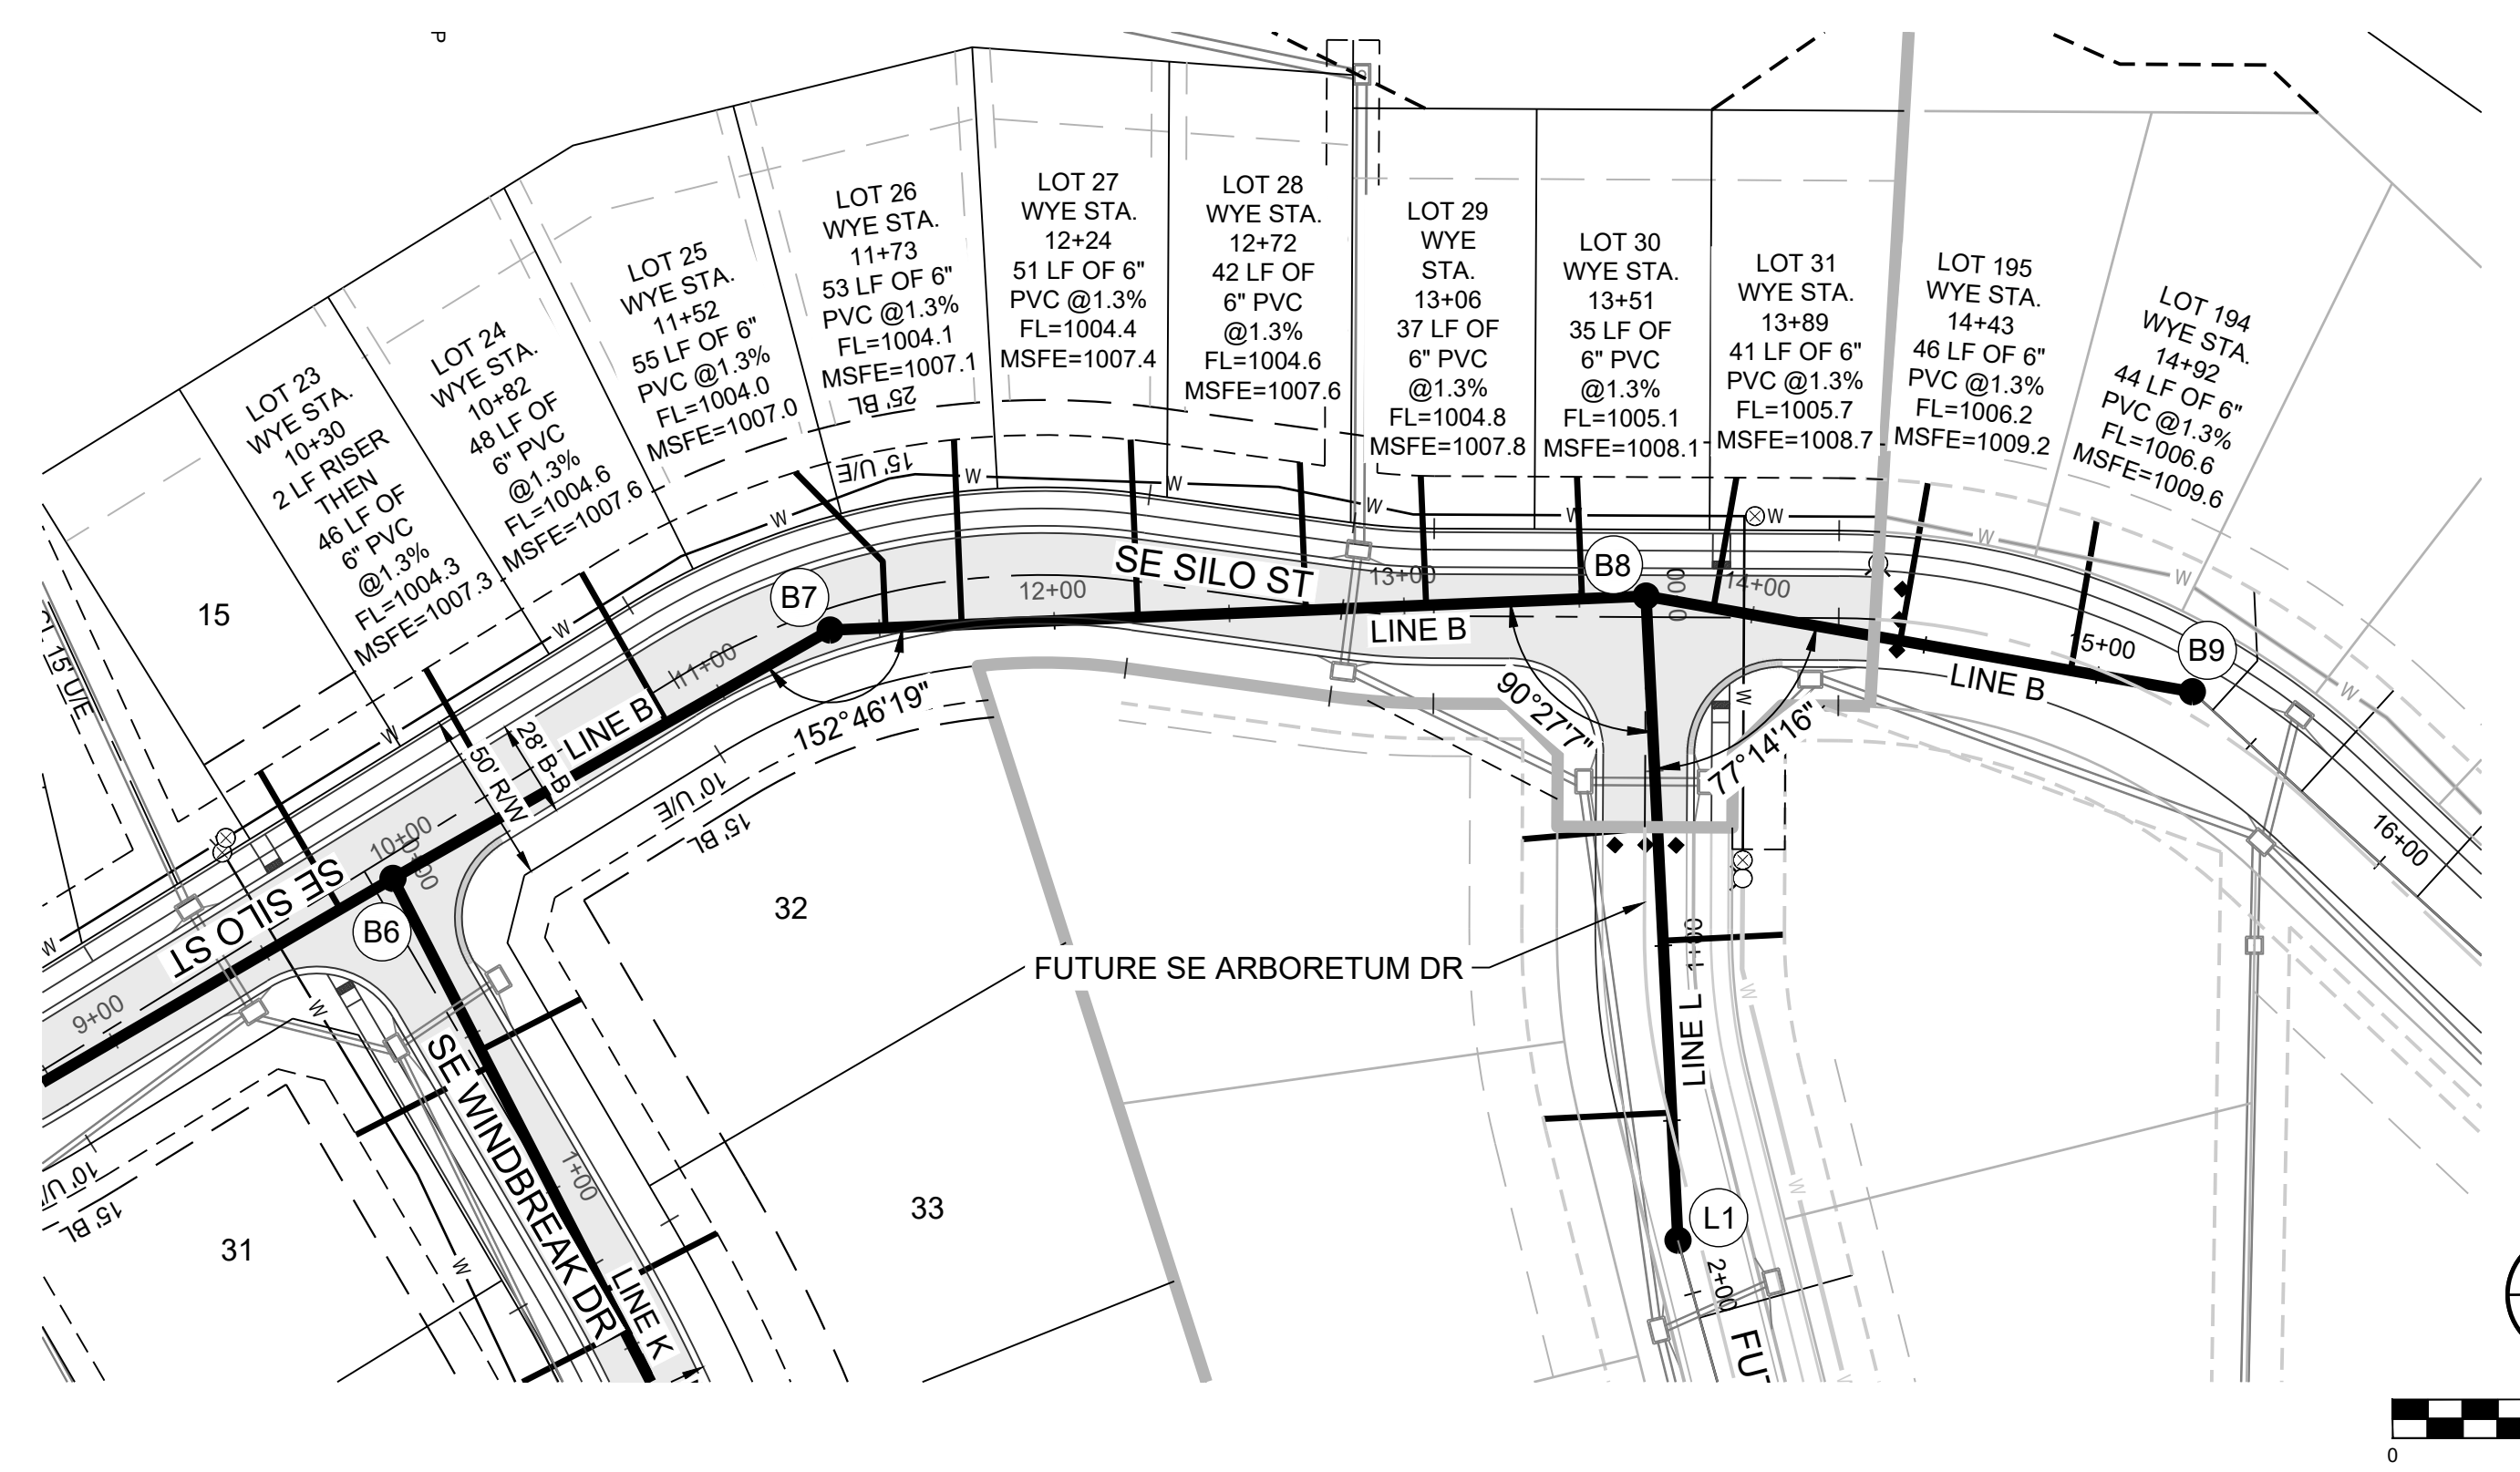 P
LOT 23
WYE STA.
10+30
2 LF RISER
THEN
46 LF OF
6" PVC
@1.3%
FL=1004.3
MSFE=1007.3
LOT 24
WYE STA.
10+82
48 LF OF
6" PVC
@1.3%
FL=1004.6
MSFE=1007.6
LOT 25
WYE STA.
11+52
55 LF OF 6"
PVC @1.3%
FL=1004.0
MSFE=1007.0
LOT 26
WYE STA.
11+73
53 LF OF 6"
PVC @1.3%
FL=1004.1
MSFE=1007.1
LOT 27
WYE STA.
12+24
51 LF OF 6"
PVC @1.3%
FL=1004.4
MSFE=1007.4
LOT 28
WYE STA.
12+72
42 LF OF
6" PVC
@1.3%
FL=1004.6
MSFE=1007.6
LOT 29
WYE
STA.
13+06
37 LF OF
6" PVC
@1.3%
FL=1004.8
MSFE=1007.8
LOT 30
WYE STA.
13+51
35 LF OF
6" PVC
@1.3%
FL=1005.1
MSFE=1008.1
LOT 31
WYE STA.
13+89
41 LF OF 6"
PVC @1.3%
FL=1005.7
MSFE=1008.7
LOT 195
WYE STA.
14+43
46 LF OF 6"
PVC @1.3%
FL=1006.2
MSFE=1009.2
LOT 194
WYE STA.
14+92
44 LF OF 6"
PVC @1.3%
FL=1006.6
MSFE=1009.6
25' BL
15' U/E
W
W
W
W
W
W
W
W
W
W
W
W
W
15
15' U/E
SE SILO ST
B7
B8
B9
12+00
13+00
0+00
14+00
15+00
16+00
LINE B
LINE B
LINE B
11+00
152°46'19"
90°27'7"
77°14'16"
50' R/W
28' B-B
10' U/E
15' BL
10+00
0+00
SE SILO ST
B6
9+00
32
FUTURE SE ARBORETUM DR
1+00
LINE L
W
W
W
W
W
W
SE WINDBREAK DR
1+00
LINE K
10' U/E
15' BL
31
33
L1
2+00
FUT
0